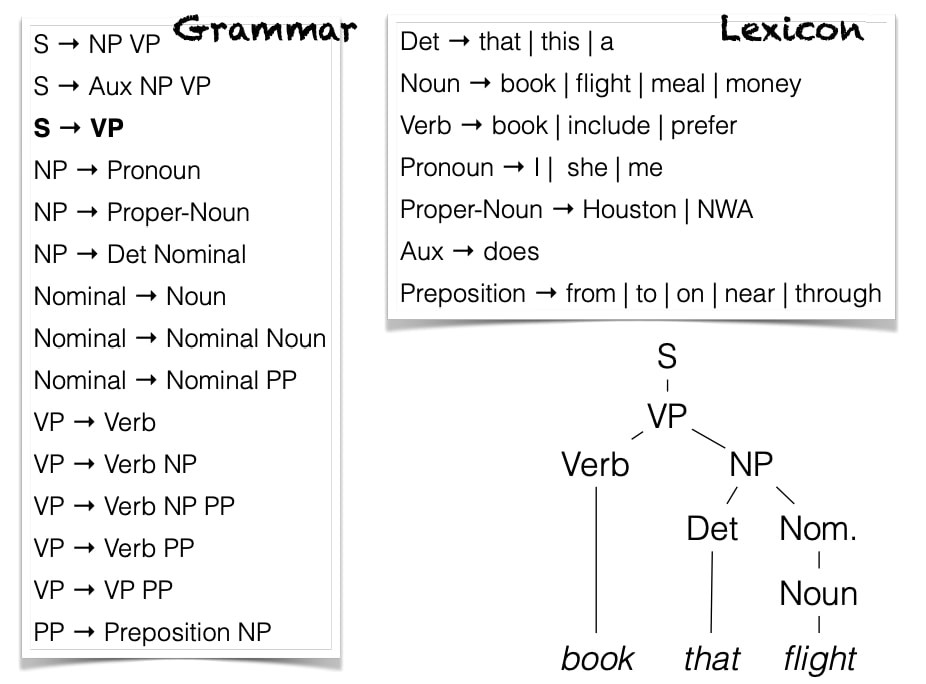 Grammar
S → NP VP
S → Aux NP VP
S → VP
NP → Pronoun
NP → Proper-Noun
NP → Det Nominal
Nominal → Noun
Nominal → Nominal Noun
Nominal → Nominal PP
VP → Verb
VP → Verb NP
VP → Verb NP PP
VP → Verb PP
VP → VP PP
PP → Preposition NP
Lexicon
Det → that | this | a
Noun → book | flight | meal | money
Verb → book | include | prefer
Pronoun → I | she | me
Proper-Noun → Houston | NWA
Aux → does
Preposition → from | to | on | near | through
S
VP
Verb NP
Det Nom.
Noun
book that flight